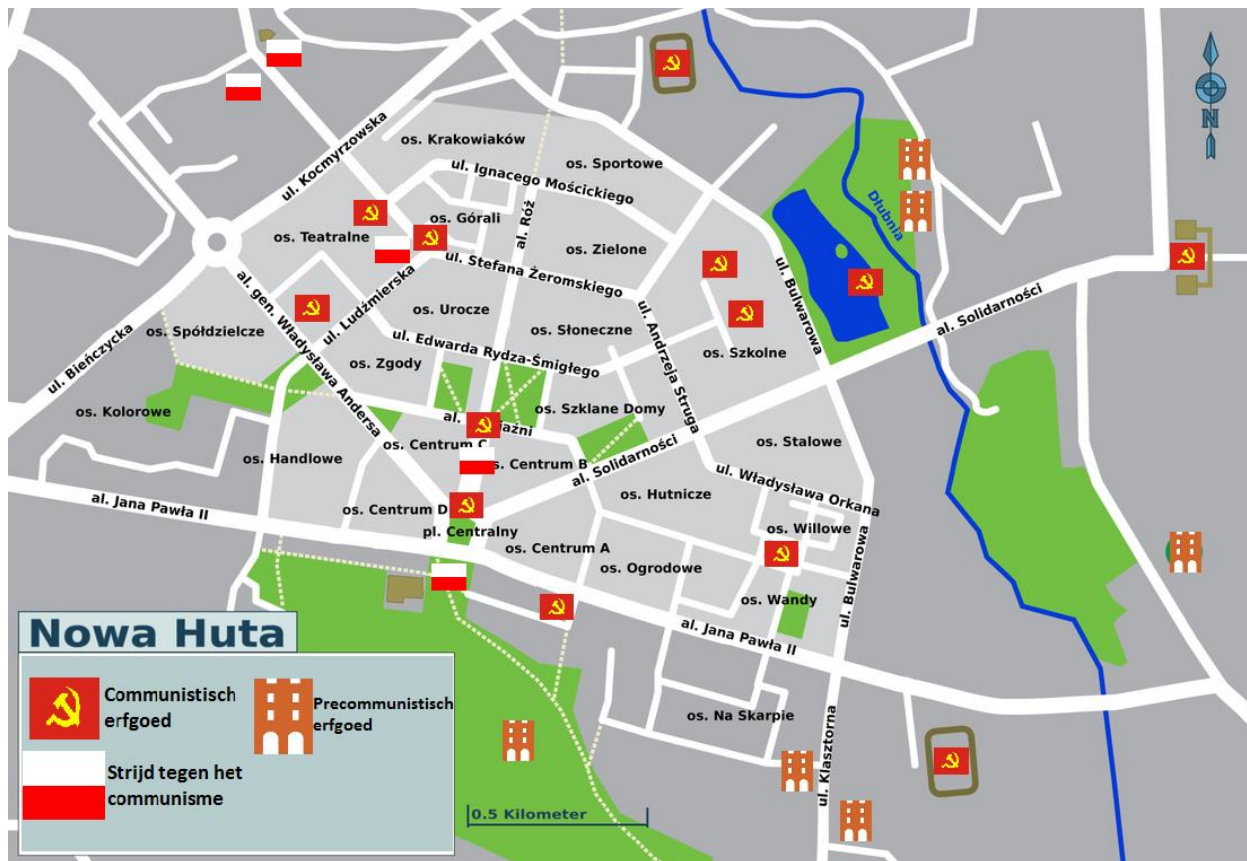 os. Krakowiaków
ul. Ignacego Mościckiego
os. Sportowe
ul. Kocmyrzowska
N
Dłubnia
os. Górali
al. Róż
os. Teatralne
os. Zielone
ul. Stefana Żeromskiego
ul. Bulwarowa
al. Solidarności
al. gen. Władysława Andersa
ul. Ludźmierska
os. Urocze
os. Słoneczne
os. Spółdzielcze
ul. Edwarda Rydza-Śmigłego
ul. Andrzeja Struga
os. Szkolne
os. Zgody
ul. Bieńczycka
os. Kolorowe
os. Szklane Domy
al.
os. Centrum C
os. Stalowe
os. Handlowe
s. Centrum B
al. Solidarności
ul. Władysława Orkana
os. Hutnicze
al. Jana Pawła II
os. Centrum D
pl. Centralny
os. Willowe
os. Centrum A
os. Ogrodowe
ul. Bulwarowa
os. Wandy
al. Jana Pawła II
os. Na Skarpie
ul. Klasztorna
0.5 Kilometer
Nowa Huta
Communistisch
erfgoed
Precommunistisch
erfgoed
Strijd tegen het
communisme